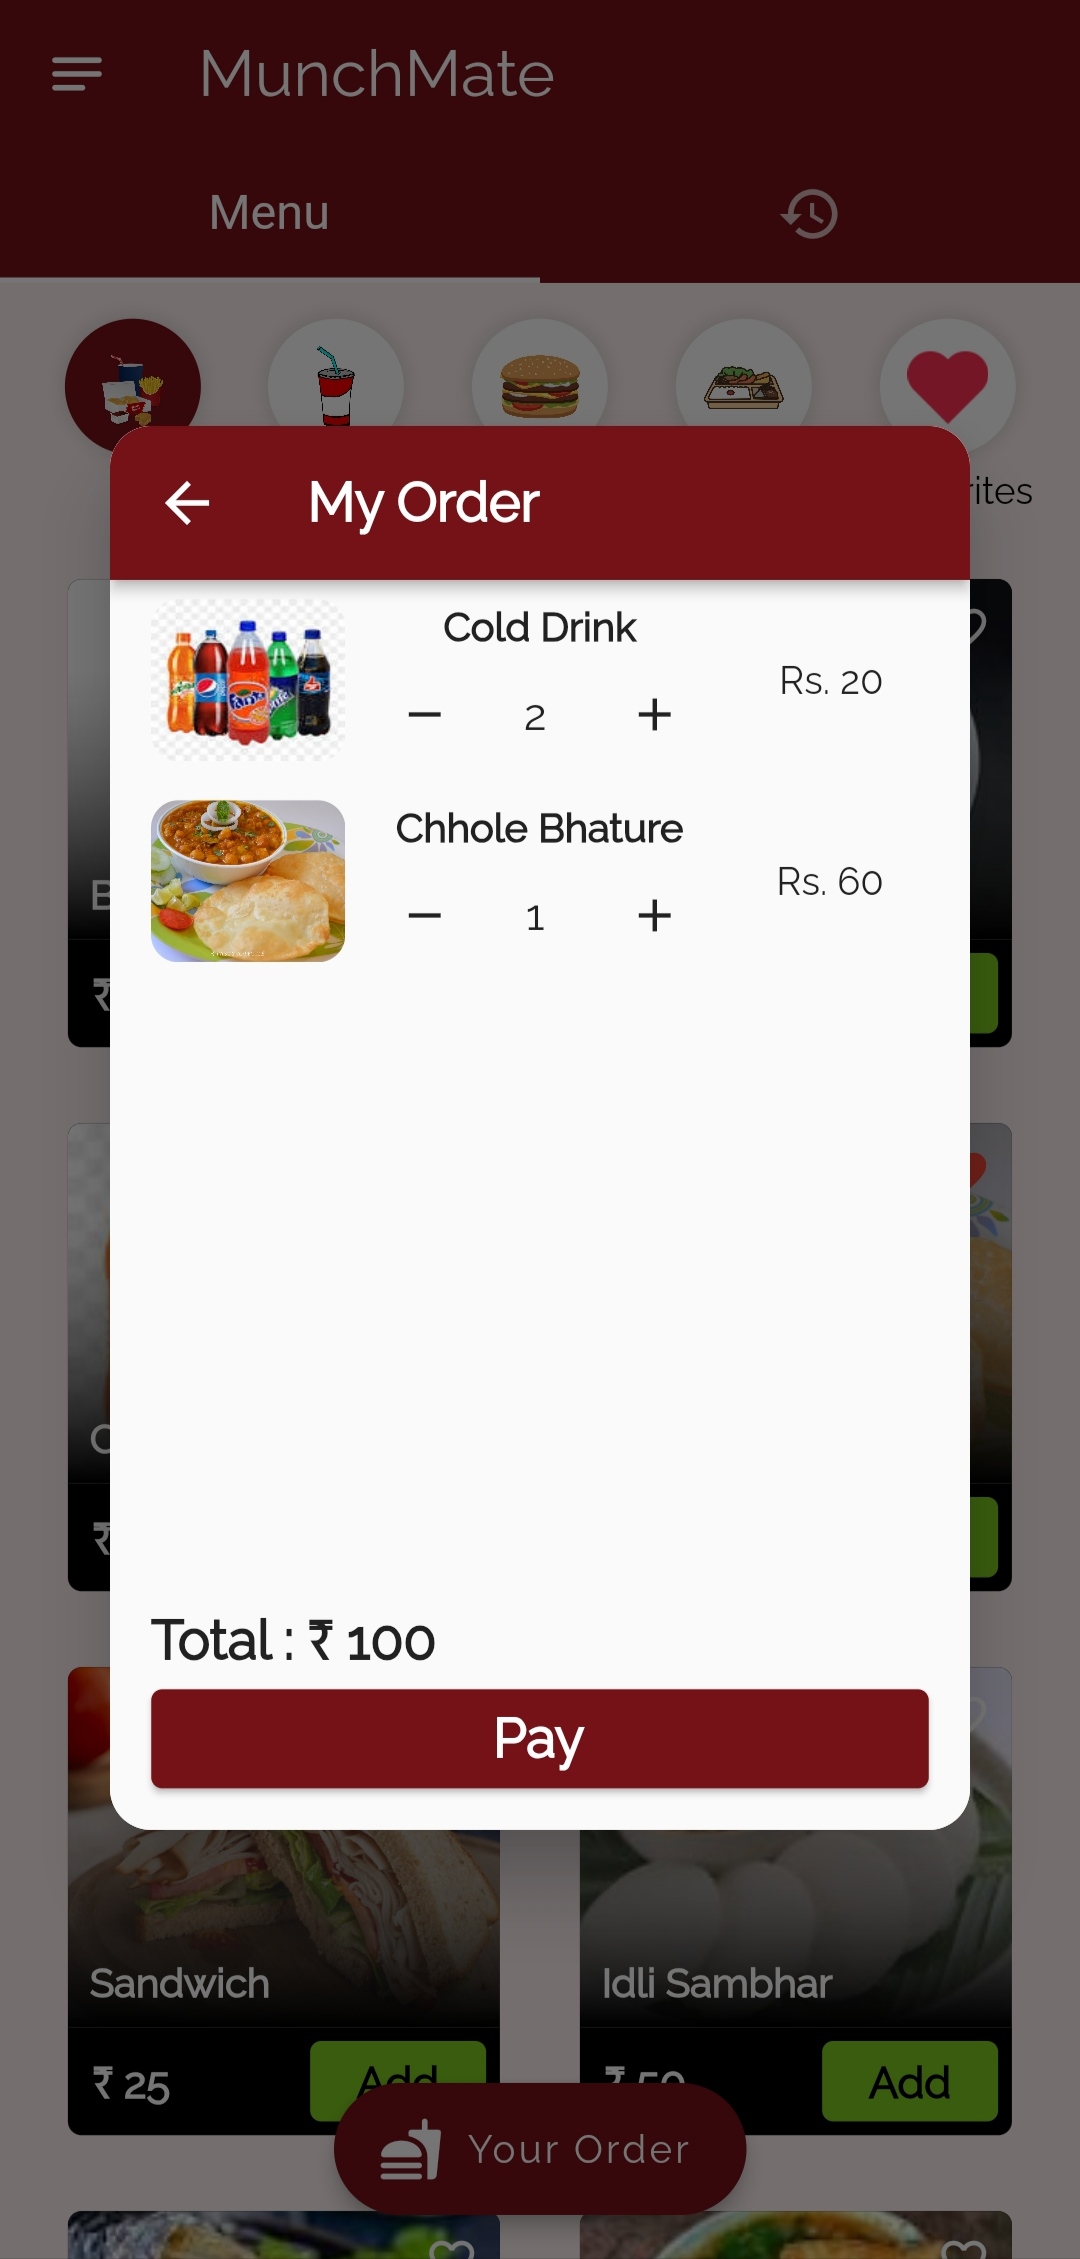 MunchMate
Menu
rites
My Order
Cold Drink
Rs. 20
2
Chhole Bhature
Rs. 60
1
B
₹
C
₹
Total : ₹ 100
Pay
Sandwich
Idli Sambhar
₹ 25
Add
₹ 50
Add
Your Order